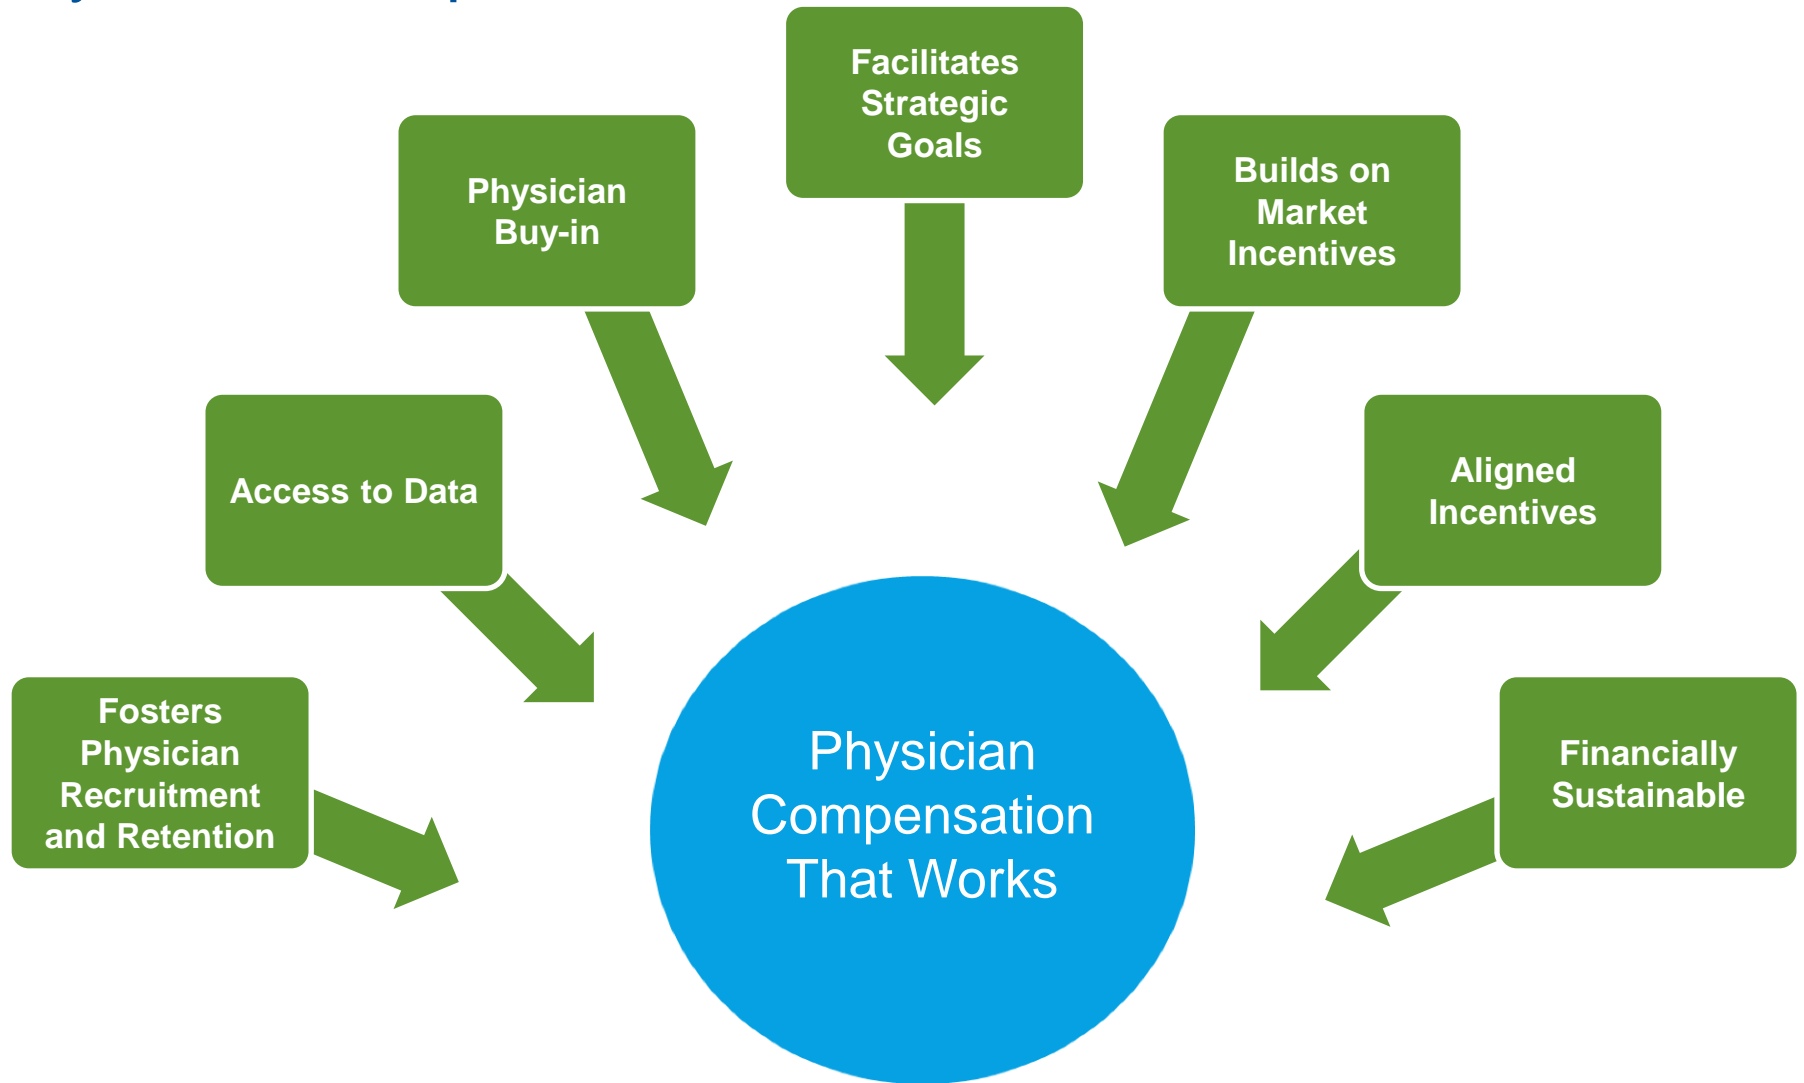 Facilitates
Strategic
Goals
Physician
Buy-in
Builds on
Market
Incentives
Access to Data
Aligned
Incentives
Fosters
Physician
Recruitment
and Retention
Financially
Sustainable
Physician
Compensation
That Works